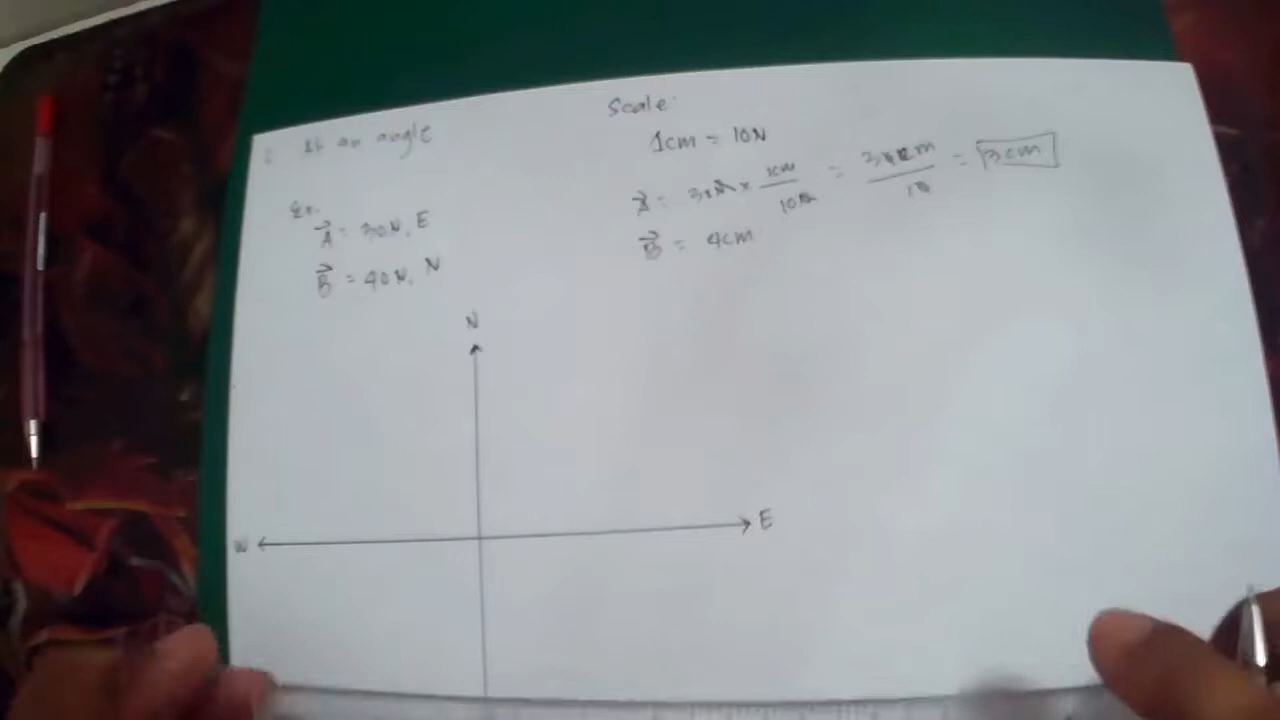 At an angle
Scale:
1cm = 10N
Ex.
A = 30N, E
B = 40N, N
A = 30N x 1cm / 10N = 30cm / 10 = 3cm
B = 4cm
N
W
E